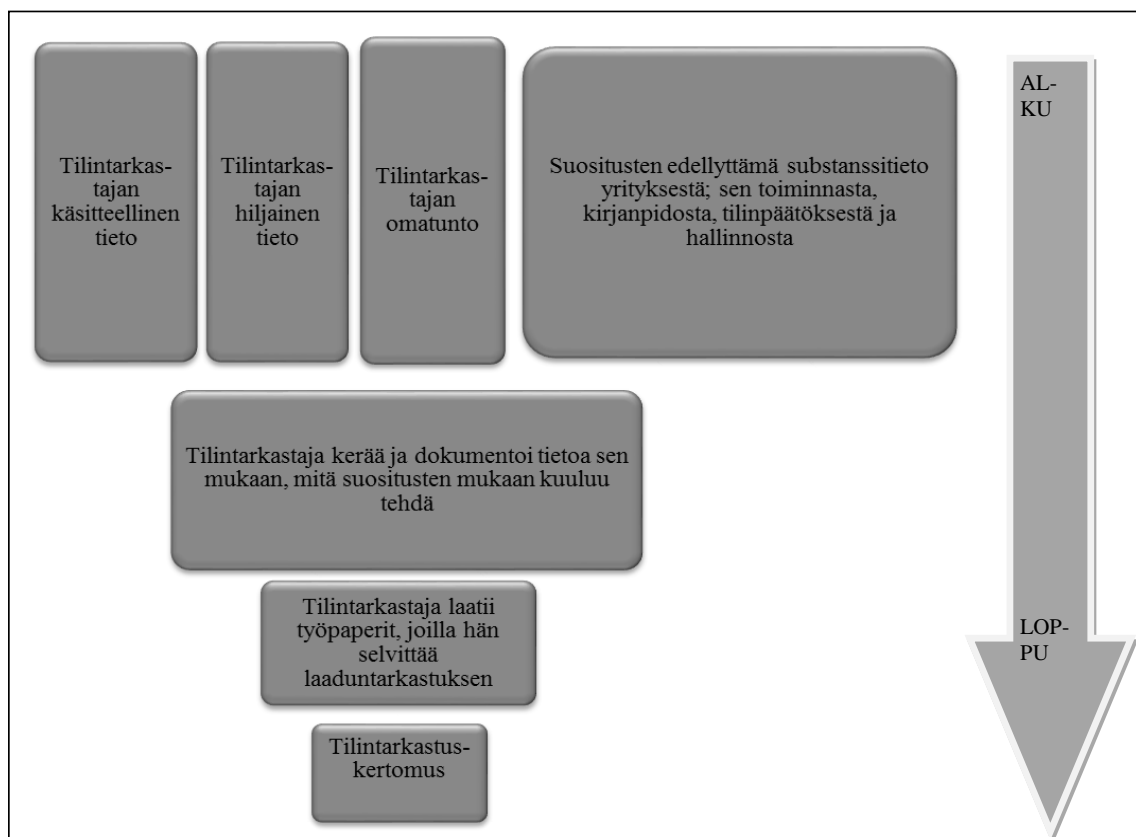 Tilintarkas-
tajan
käsitteellinen
tieto
Tilintarkas-
tajan
hiljainen
tieto
Tilintarkas-
tajan
omatunto
Suositusten edellyttämä substanssitieto
yrityksestä; sen toiminnasta,
kirjanpidosta, tilinpäätöksestä ja
hallinnosta
AL-
KU
Tilintarkastaja kerää ja dokumentoi tietoa sen
mukaan, mitä suositusten mukaan kuuluu
tehdä
Tilintarkastaja laatii
työpaperit, joilla hän
selvittää
laaduntarkastuksen
LOP-
PU
Tilintarkastus-
kertomus